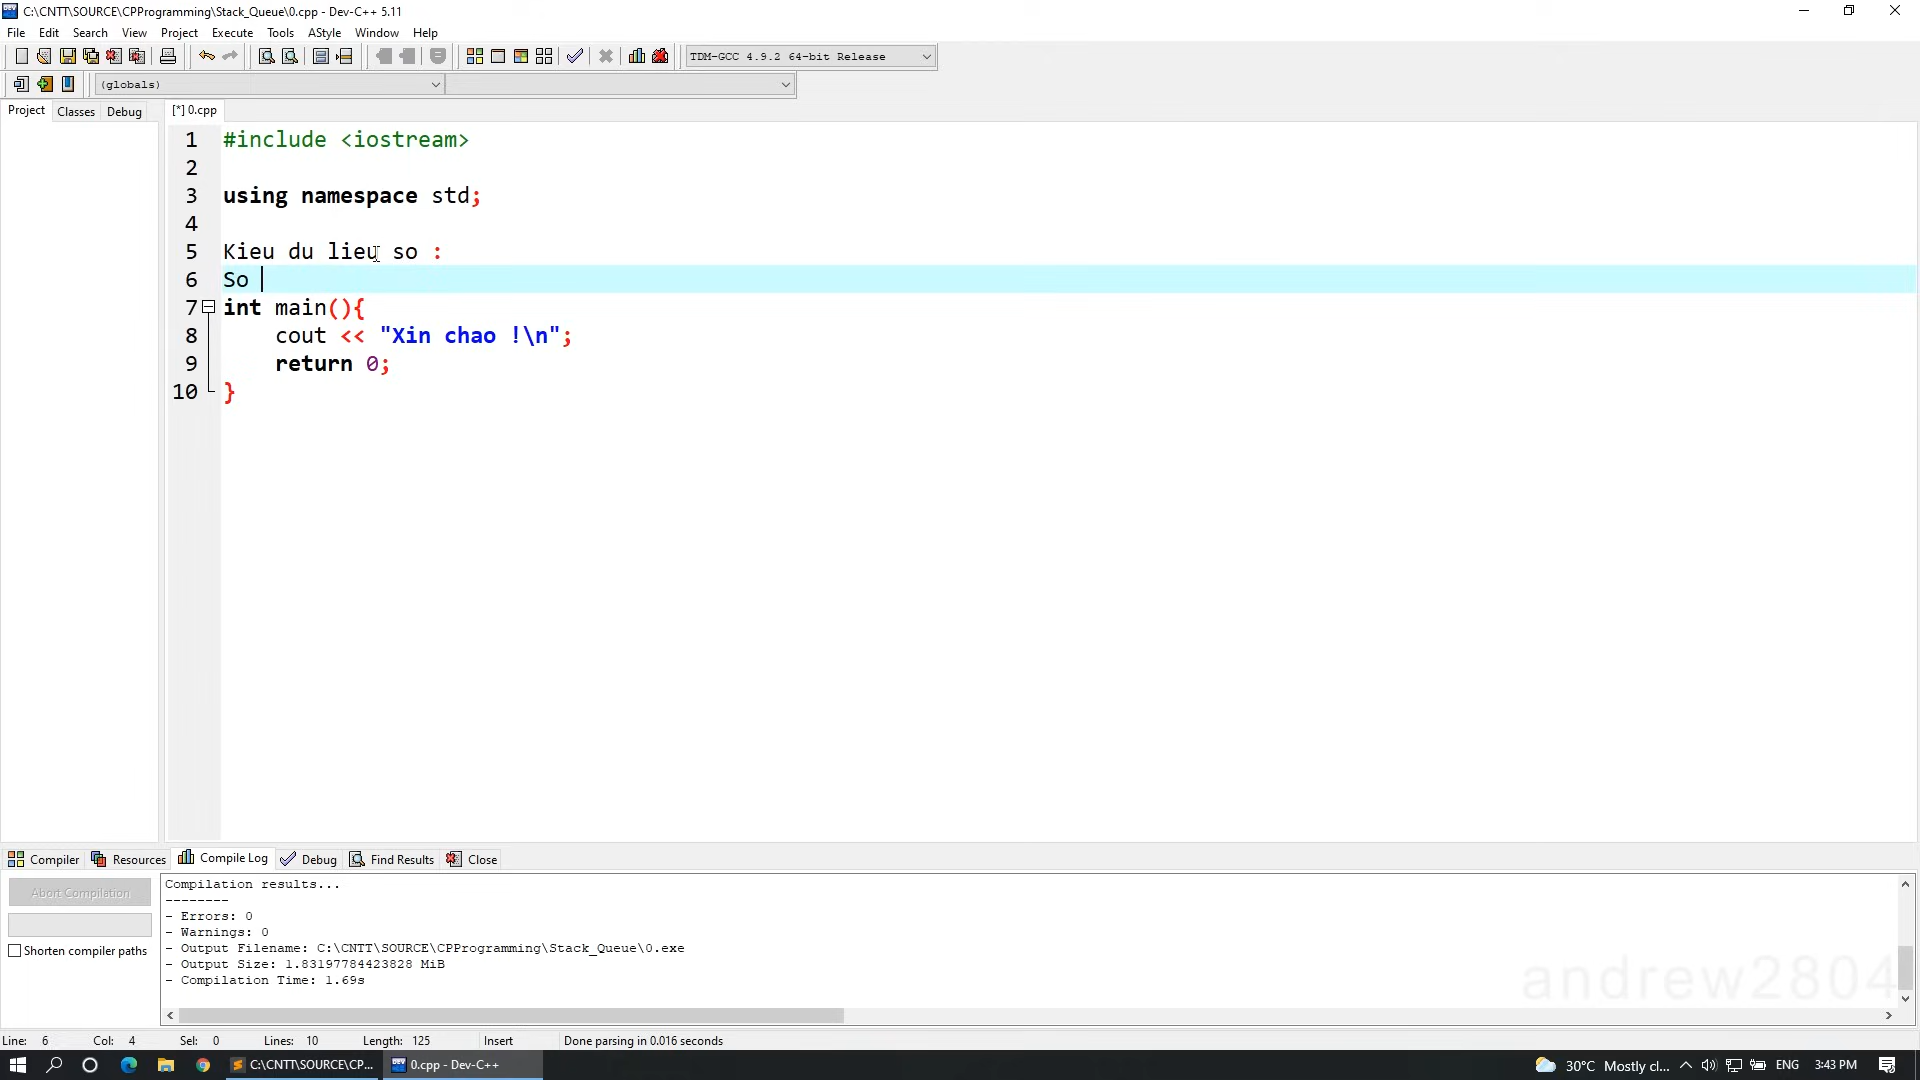 C:\CNTT\SOURCE\CPProgramming\Stack_Queue\0.cpp - Dev-C++ 5.11
File Edit Search View Project Execute Tools AStyle Window Help
TDM-GCC 4.9.2 64-bit Release
(globals)
Project Classes Debug [*] 0.cpp
1 #include <iostream>
2
3 using namespace std;
4
5 Kieu du lieu so :
6 So
7 int main(){
8 cout << "Xin chao !\n";
9 return 0;
10 }
Compiler Resources Compile Log Debug Find Results Close
Abort Compilation
Shorten compiler paths
Compilation results...
--------
- Errors: 0
- Warnings: 0
- Output Filename: C:\CNTT\SOURCE\CPProgramming\Stack_Queue\0.exe
- Output Size: 1.83197784423828 MiB
- Compilation Time: 1.69s
andrew2804
Line: 6 Col: 4 Sel: 0 Lines: 10 Length: 125 Insert Done parsing in 0.016 seconds
C:\CNTT\SOURCE\CP... 0.cpp - Dev-C++ 30°C Mostly cl... ENG 3:43 PM